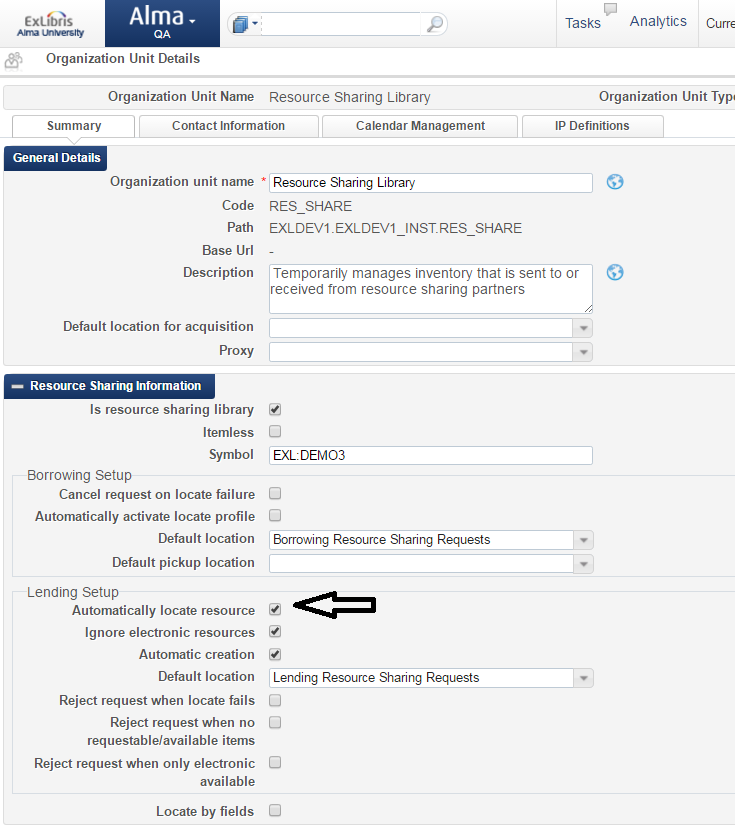 ExLibris
Alma University
Alma
QA
Tasks
Analytics
Curre
Organization Unit Details
Organization Unit Name Resource Sharing Library Organization Unit Type
Summary Contact Information Calendar Management IP Definitions
General Details
Organization unit name * Resource Sharing Library
Code RES_SHARE
Path EXLDEV1.EXLDEV1_INST.RES_SHARE
Base Url -
Description Temporarily manages inventory that is sent to or
received from resource sharing partners
Default location for acquisition
Proxy
Resource Sharing Information
Is resource sharing library
Itemless
Symbol EXL:DEMO3
Borrowing Setup
Cancel request on locate failure
Automatically activate locate profile
Default location Borrowing Resource Sharing Requests
Default pickup location
Lending Setup
Automatically locate resource
Ignore electronic resources
Automatic creation
Default location Lending Resource Sharing Requests
Reject request when locate fails
Reject request when no
requestable/available items
Reject request when only electronic
available
Locate by fields